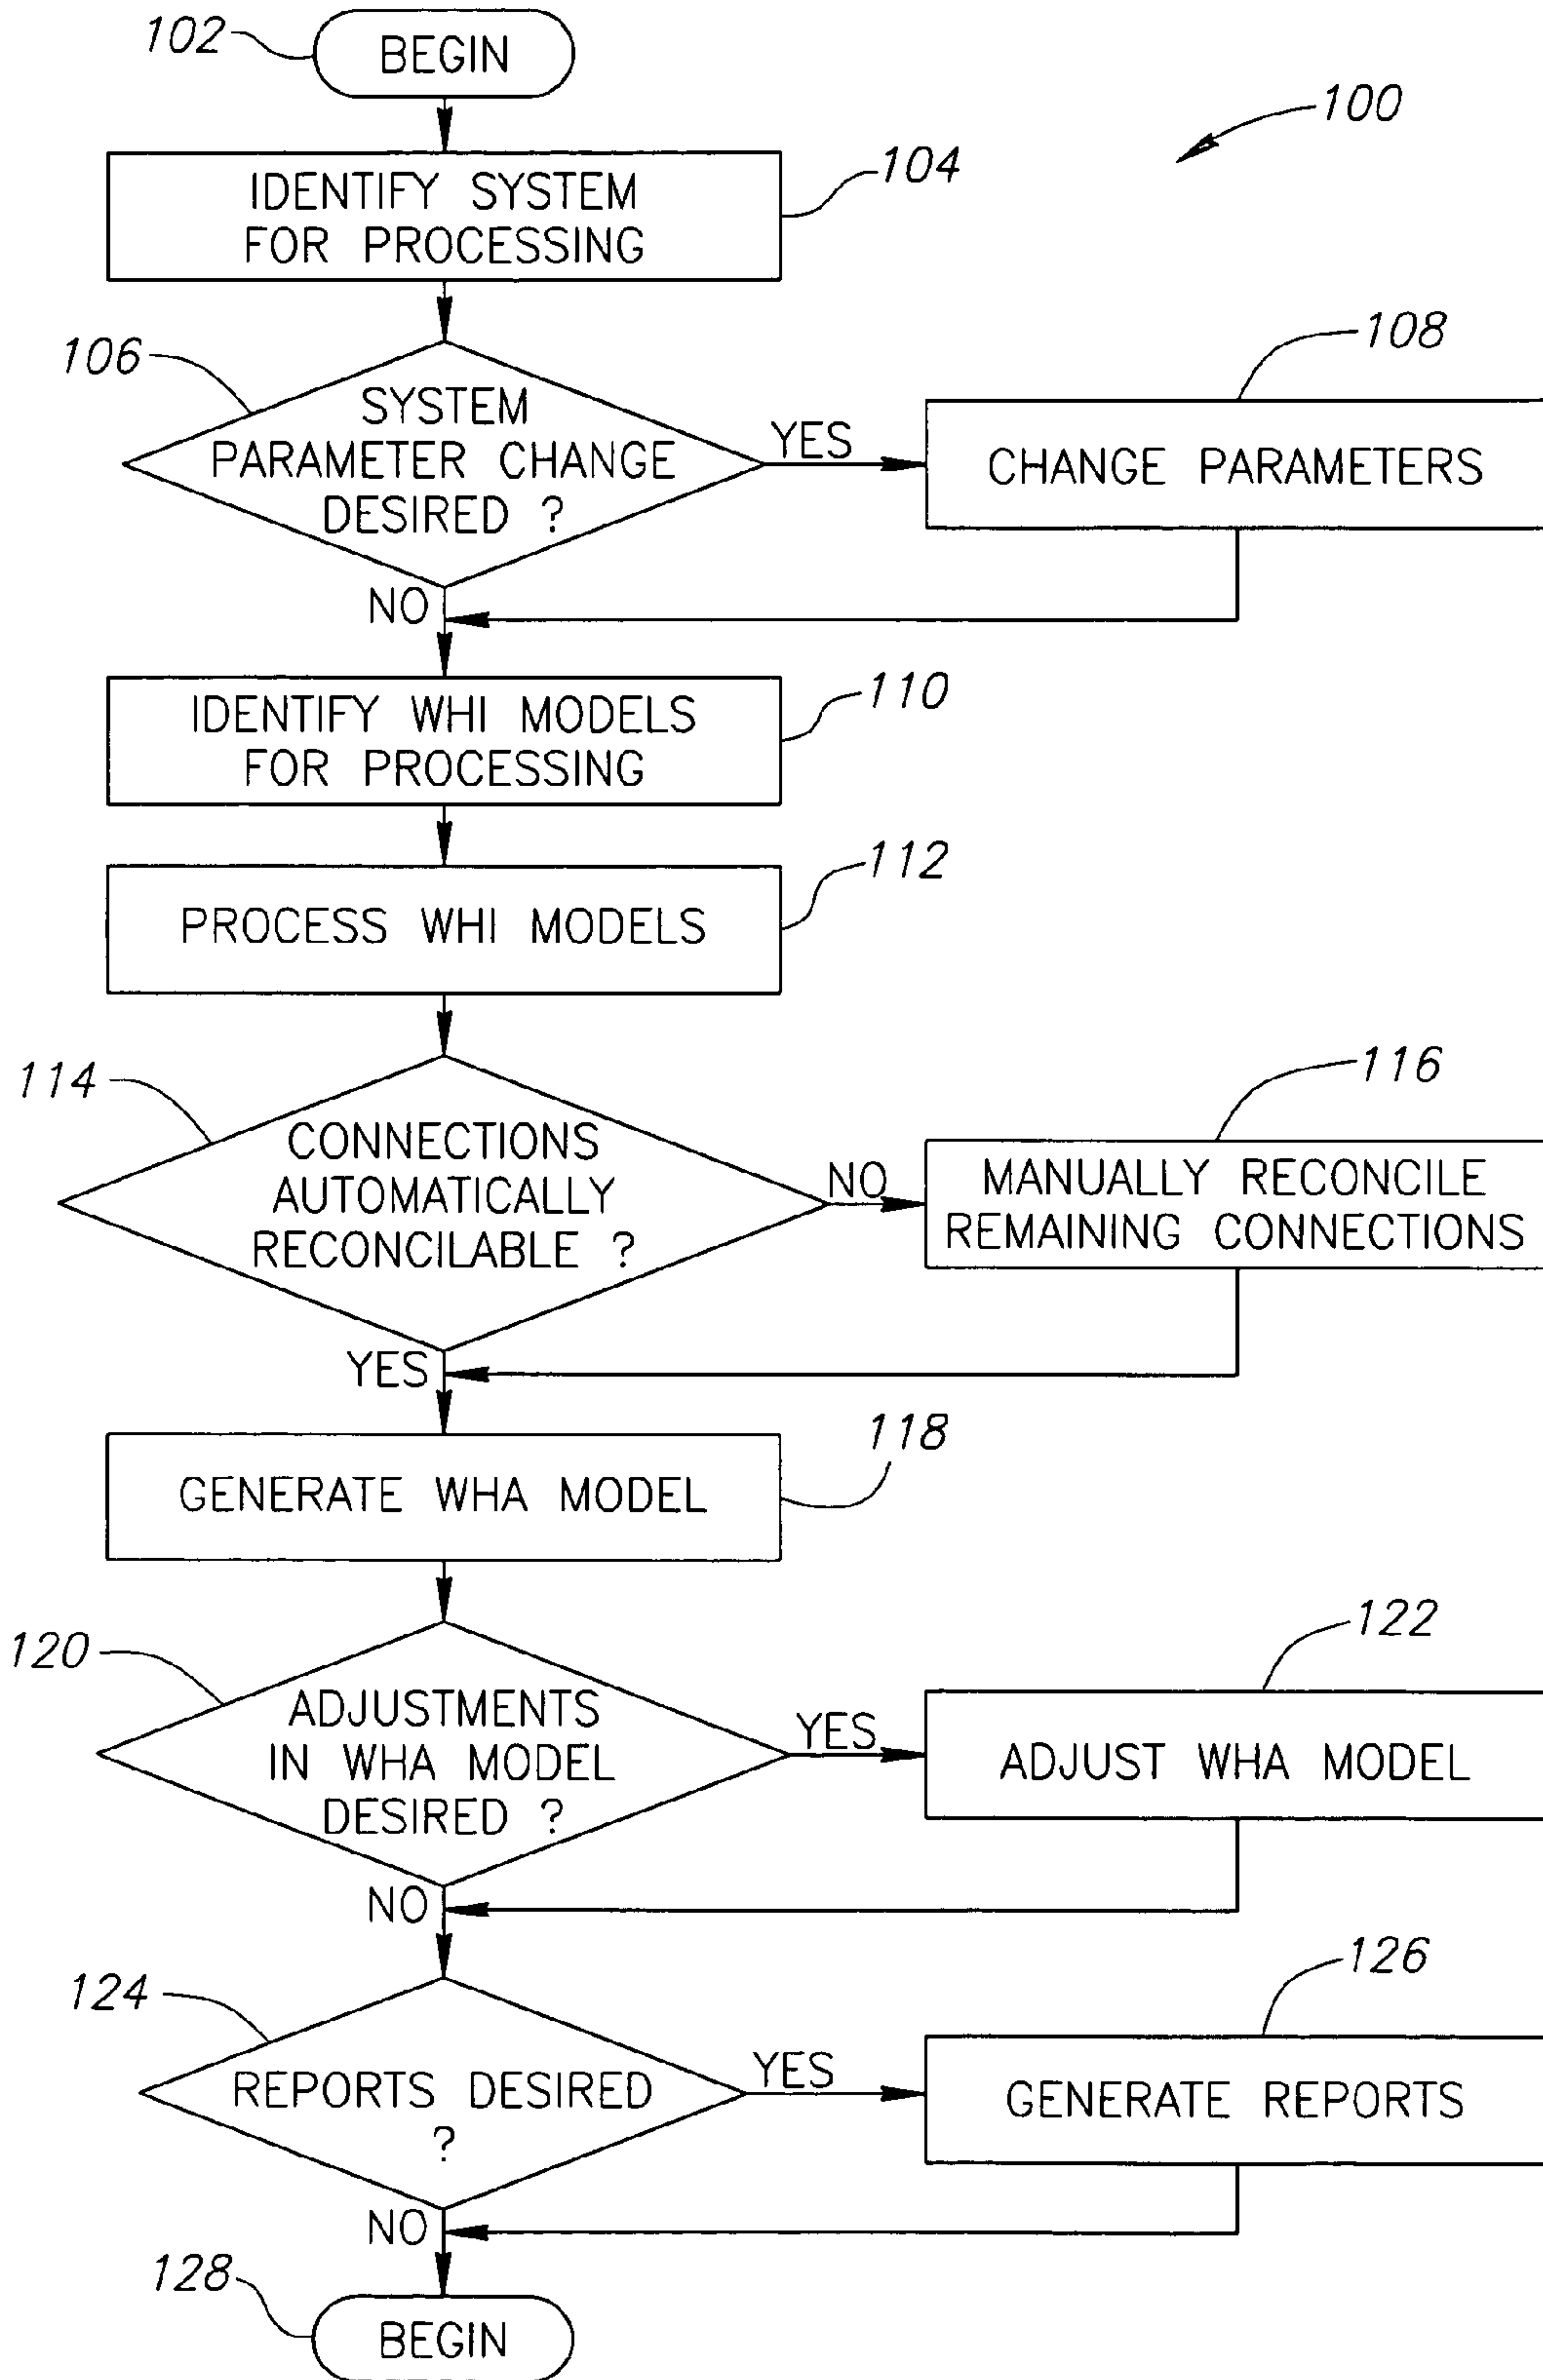 102
BEGIN
100
104
IDENTIFY SYSTEM
FOR PROCESSING
106
108
SYSTEM
PARAMETER CHANGE
DESIRED ?
YES
CHANGE PARAMETERS
NO
110
IDENTIFY WHI MODELS
FOR PROCESSING
112
PROCESS WHI MODELS
114
116
CONNECTIONS
AUTOMATICALLY
RECONCILABLE ?
NO
MANUALLY RECONCILE
REMAINING CONNECTIONS
YES
118
GENERATE WHA MODEL
120
122
ADJUSTMENTS
IN WHA MODEL
DESIRED ?
YES
ADJUST WHA MODEL
NO
124
126
REPORTS DESIRED
?
YES
GENERATE REPORTS
NO
128
BEGIN